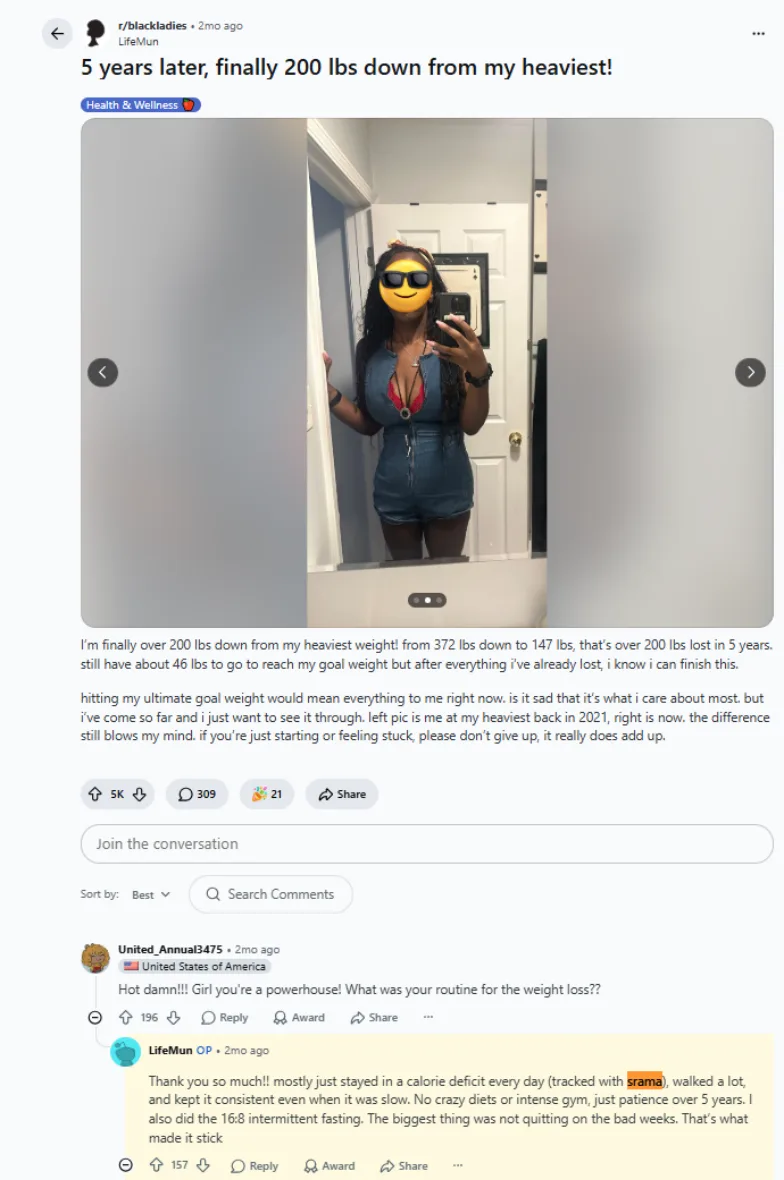 r/blackladies • 2mo ago
LifeMun
5 years later, finally 200 lbs down from my heaviest!
Health & Wellness
I'm finally over 200 lbs down from my heaviest weight! from 372 lbs down to 147 lbs, that's over 200 lbs lost in 5 years.
still have about 46 lbs to go to reach my goal weight but after everything i've already lost, i know i can finish this.
hitting my ultimate goal weight would mean everything to me right now. is it sad that it's what i care about most. but
i've come so far and i just want to see it through. left pic is me at my heaviest back in 2021, right is now. the difference
still blows my mind. if you're just starting or feeling stuck, please don't give up, it really does add up.
5K 309 21 Share
Join the conversation
Sort by: Best Search Comments
United_Annual3475 • 2mo ago
United States of America
Hot damn!!! Girl you're a powerhouse! What was your routine for the weight loss??
196 Reply Award Share ...
LifeMun OP • 2mo ago
Thank you so much!! mostly just stayed in a calorie deficit every day (tracked with srama), walked a lot,
and kept it consistent even when it was slow. No crazy diets or intense gym, just patience over 5 years. I
also did the 16:8 intermittent fasting. The biggest thing was not quitting on the bad weeks. That's what
made it stick
157 Reply Award Share ...